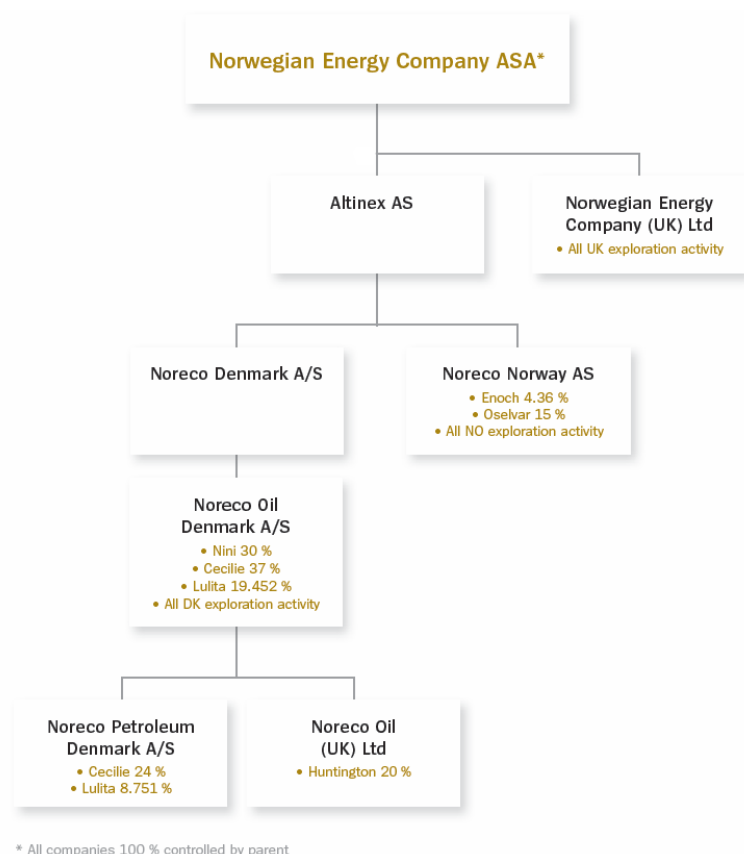 Norwegian Energy Company ASA*
Altinex AS
Norwegian Energy
Company (UK) Ltd
• All UK exploration activity
Noreco Denmark A/S
Noreco Norway AS
• Enoch 4.36 %
• Oselvar 15 %
• All NO exploration activity
Noreco Oil
Denmark A/S
• Nini 30 %
• Cecilie 37 %
• Lulita 19.452 %
• All DK exploration activity
Noreco Petroleum
Denmark A/S
• Cecilie 24 %
• Lulita 8.751 %
Noreco Oil
(UK) Ltd
• Huntington 20 %
* All companies 100 % controlled by parent